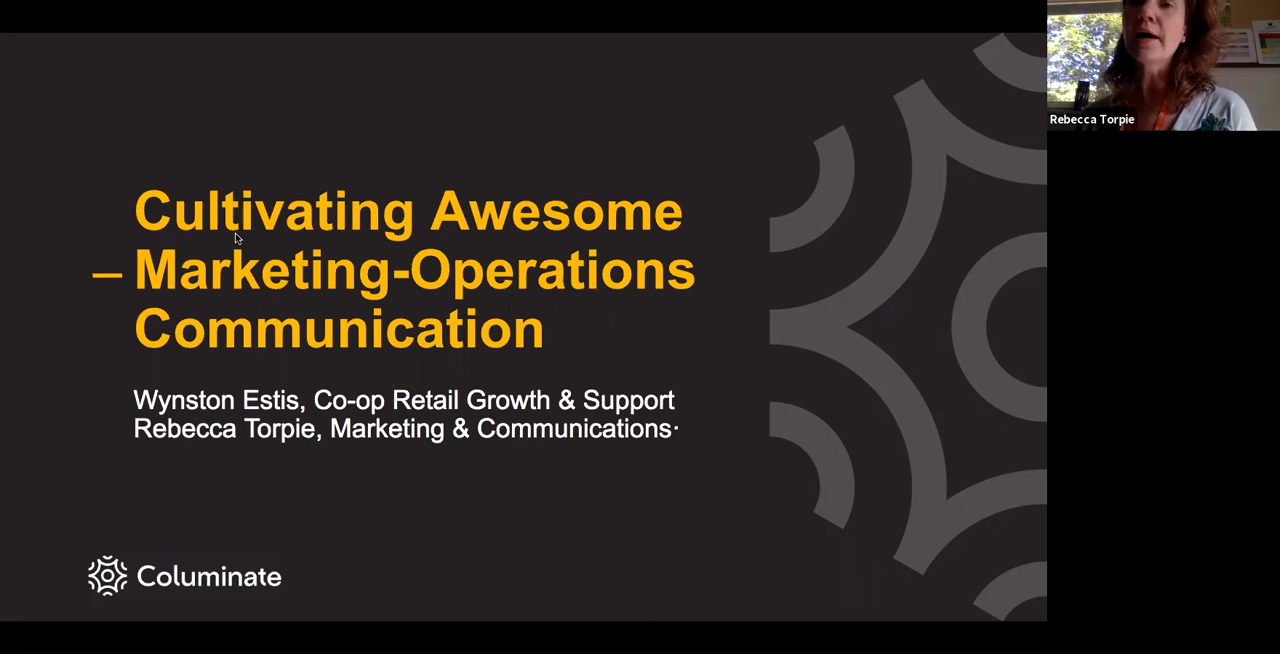 Cultivating Awesome
– Marketing-Operations
Communication
Wynston Estis, Co-op Retail Growth & Support
Rebecca Torpie, Marketing & Communications·
Columinate
Rebecca Torpie